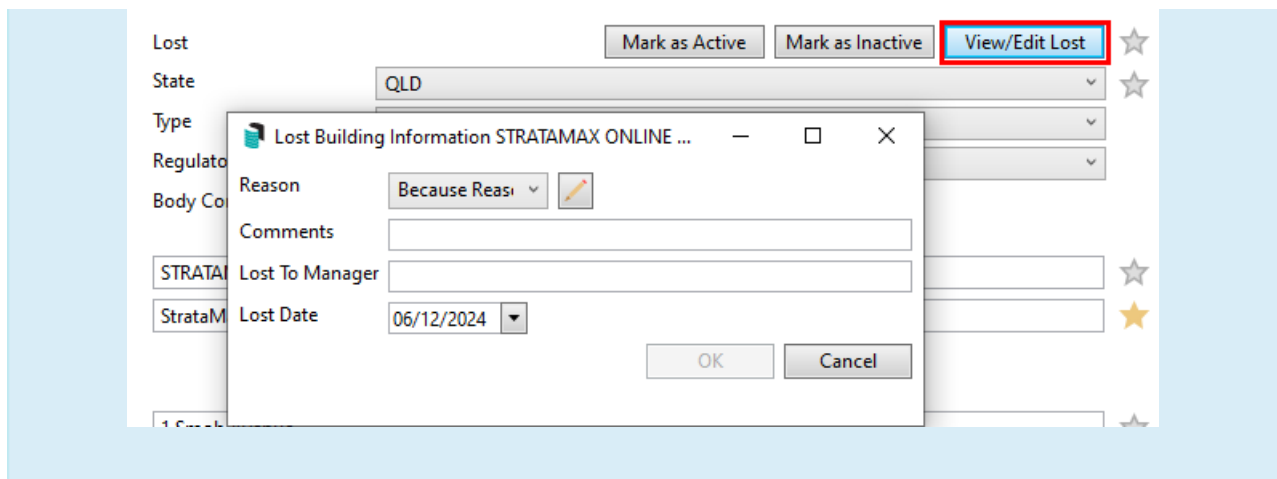 Lost Mark as Active Mark as Inactive View/Edit Lost
State QLD
Type
Lost Building Information STRATAMAX ONLINE ...
Regulato
Reason Because Reas
Body Co
Comments
STRATA Lost To Manager
StrataM Lost Date 06/12/2024
OK Cancel